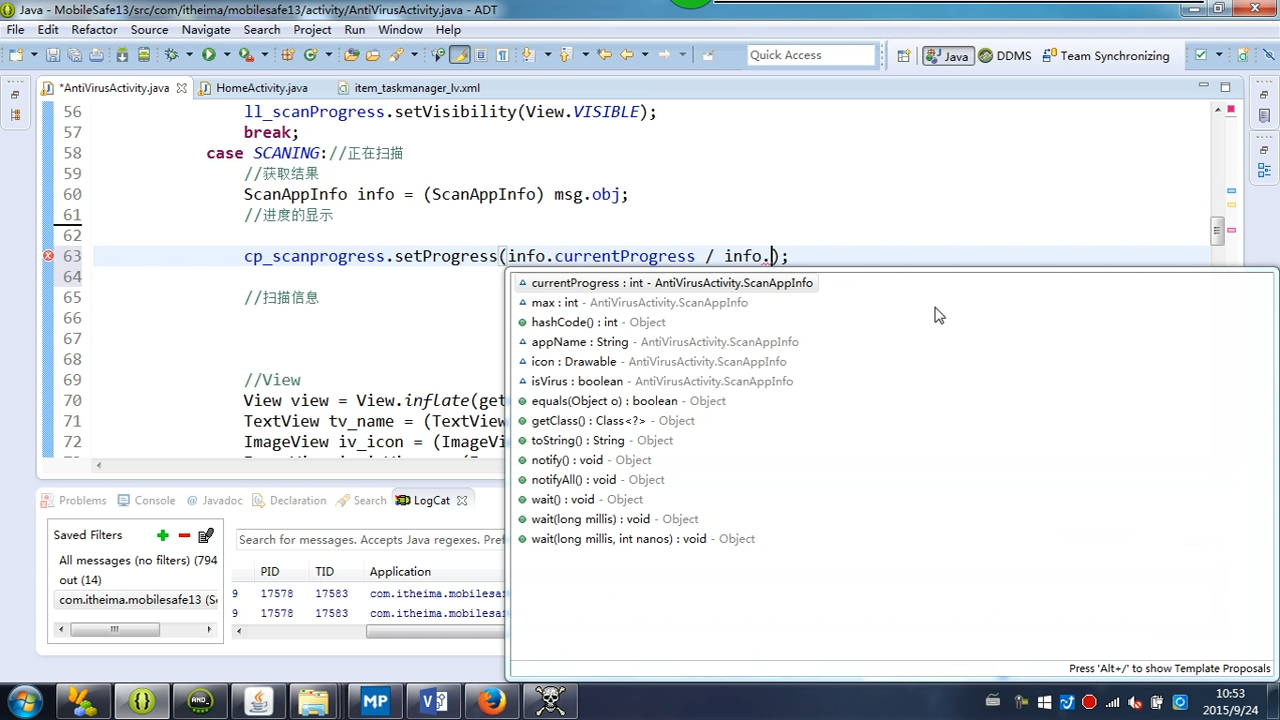 Java - MobileSafe13/src/com/itheima/mobilesafe13/activity/AntiVirusActivity.java - ADT
File Edit Refactoring Source Navigate Search Project Run Window Help
Quick Access
Java
DDMS
Team Synchronizing
*AntiVirusActivity.java
HomeActivity.java
item_taskmanager_lv.xml
56 ll_scanProgress.setVisibility(View.VISIBLE);
57 break;
58 case SCANING://正在扫描
59 //获取结果
60 ScanAppInfo info = (ScanAppInfo) msg.obj;
61 //进度的显示
62
63 cp_scanprogress.setProgress(info.currentProgress / info.);
64
65 //扫描信息
66
67
68
69 //View
70 View view = View.inflate(get
71 TextView tv_name = (TextView
72 ImageView iv_icon = (ImageVi
currentProgress : int - AntiVirusActivity.ScanAppInfo
max : int - AntiVirusActivity.ScanAppInfo
hashCode() : int - Object
appName : String - AntiVirusActivity.ScanAppInfo
icon : Drawable - AntiVirusActivity.ScanAppInfo
isVirus : boolean - AntiVirusActivity.ScanAppInfo
equals(Object o) : boolean - Object
getClass() : Class<?> - Object
toString() : String - Object
notify() : void - Object
notifyAll() : void - Object
wait() : void - Object
wait(long millis) : void - Object
wait(long millis, int nanos) : void - Object
Press 'Alt+/' to show Template Proposals
Problems Console Javadoc Declaration Search LogCat
Saved Filters
All messages (no filters) (794
out (14)
com.itheima.mobilesafe13 (Se
Search for messages. Accepts Java regexes. Pref
PID TID Application
9 17578 17583 com.itheima.mobilesaf
9 17578 17583 com.itheima.mobilesaf
MP
10:53
2015/9/24